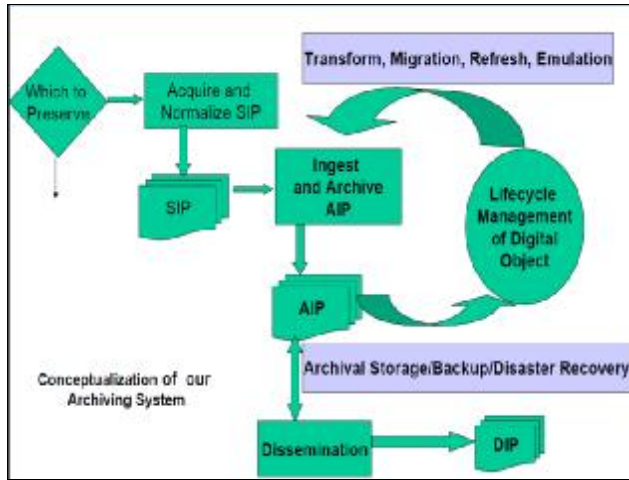 Transform, Migration, Refresh, Emulation
Which to
Preserve
Acquire and
Normalize SIP
SIP
Ingest
and Archive
AIP
Lifecycle
Management
of Digital
Object
AIP
Archival Storage/Backup/Disaster Recovery
Conceptualization of our
Archiving System
Dissemination
DIP